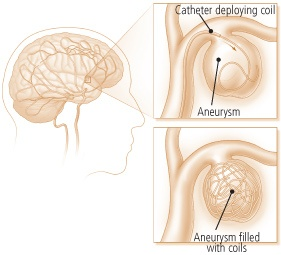 Catheter deploying coil
Aneurysm
Aneurysm filled
with coils